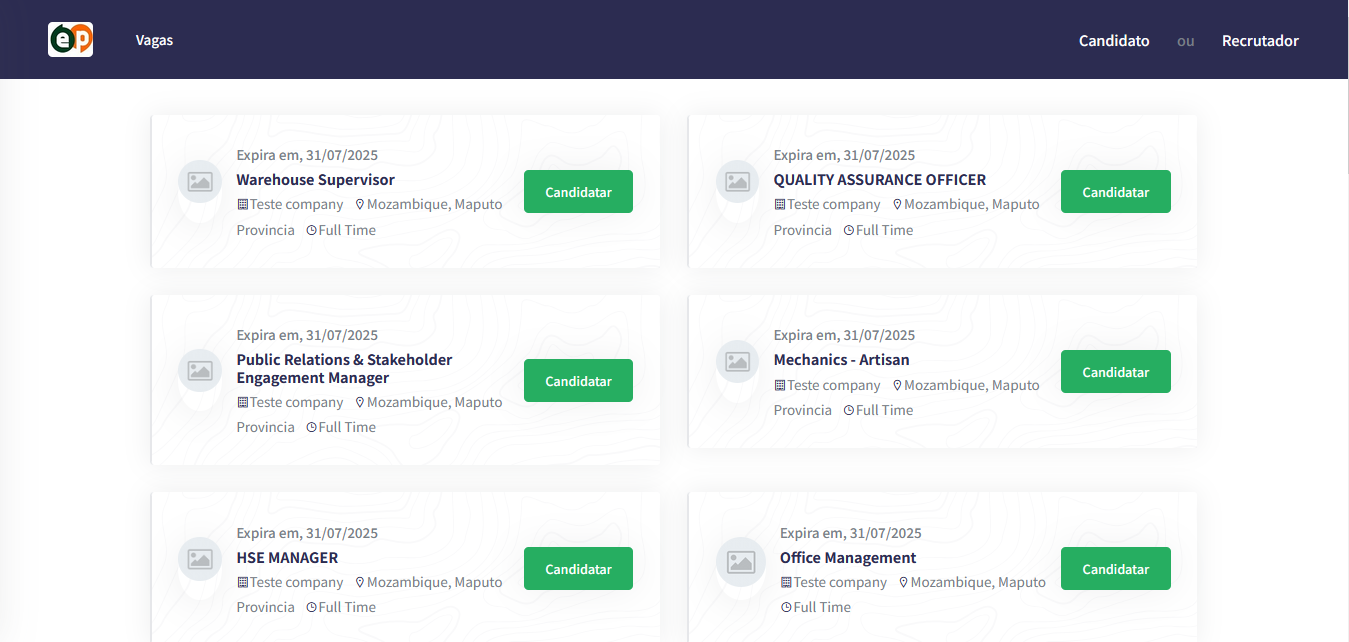 ep
Vagas
Candidato
ou
Recrutador
Expira em, 31/07/2025
Warehouse Supervisor
Teste company Mozambique, Maputo
Provincia Full Time
Candidatar
Expira em, 31/07/2025
QUALITY ASSURANCE OFFICER
Teste company Mozambique, Maputo
Provincia Full Time
Candidatar
Expira em, 31/07/2025
Public Relations & Stakeholder
Engagement Manager
Teste company Mozambique, Maputo
Provincia Full Time
Candidatar
Expira em, 31/07/2025
Mechanics - Artisan
Teste company Mozambique, Maputo
Provincia Full Time
Candidatar
Expira em, 31/07/2025
HSE MANAGER
Teste company Mozambique, Maputo
Provincia Full Time
Candidatar
Expira em, 31/07/2025
Office Management
Teste company Mozambique, Maputo
Full Time
Candidatar